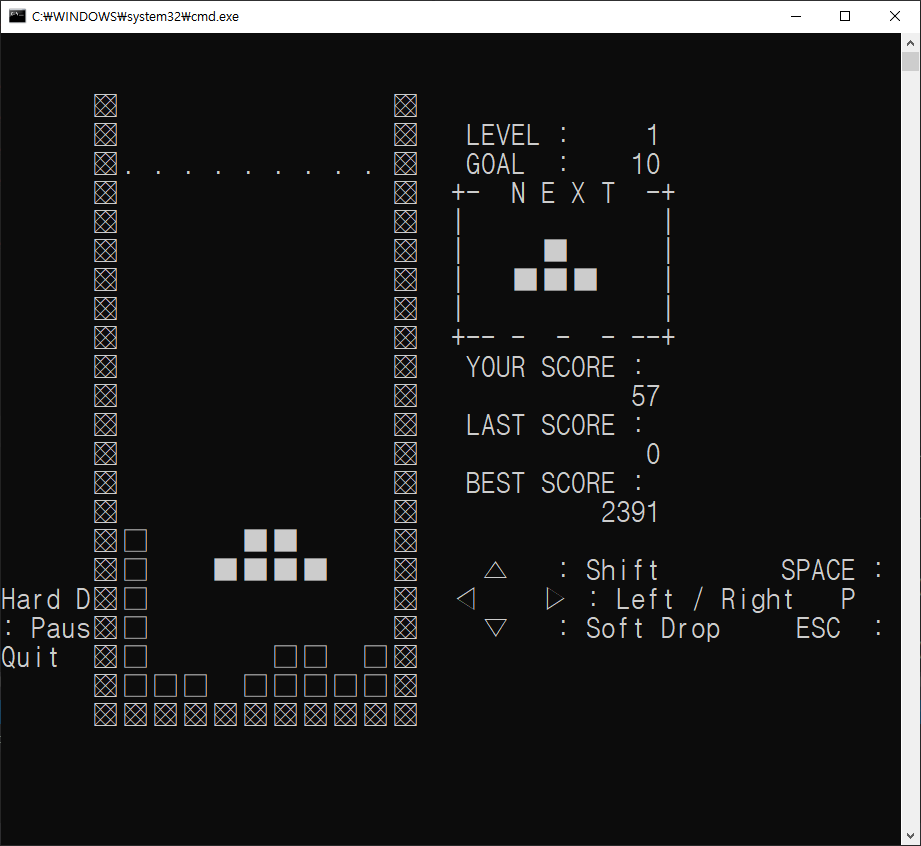 C:₩WINDOWS₩system32₩cmd.exe
LEVEL : 1
GOAL : 10
+- N E X T -+
YOUR SCORE :
57
LAST SCORE :
0
BEST SCORE :
2391
△ : Shift SPACE :
Hard D
◁ ▷ : Left / Right P
: Paus
▽ : Soft Drop ESC :
Quit